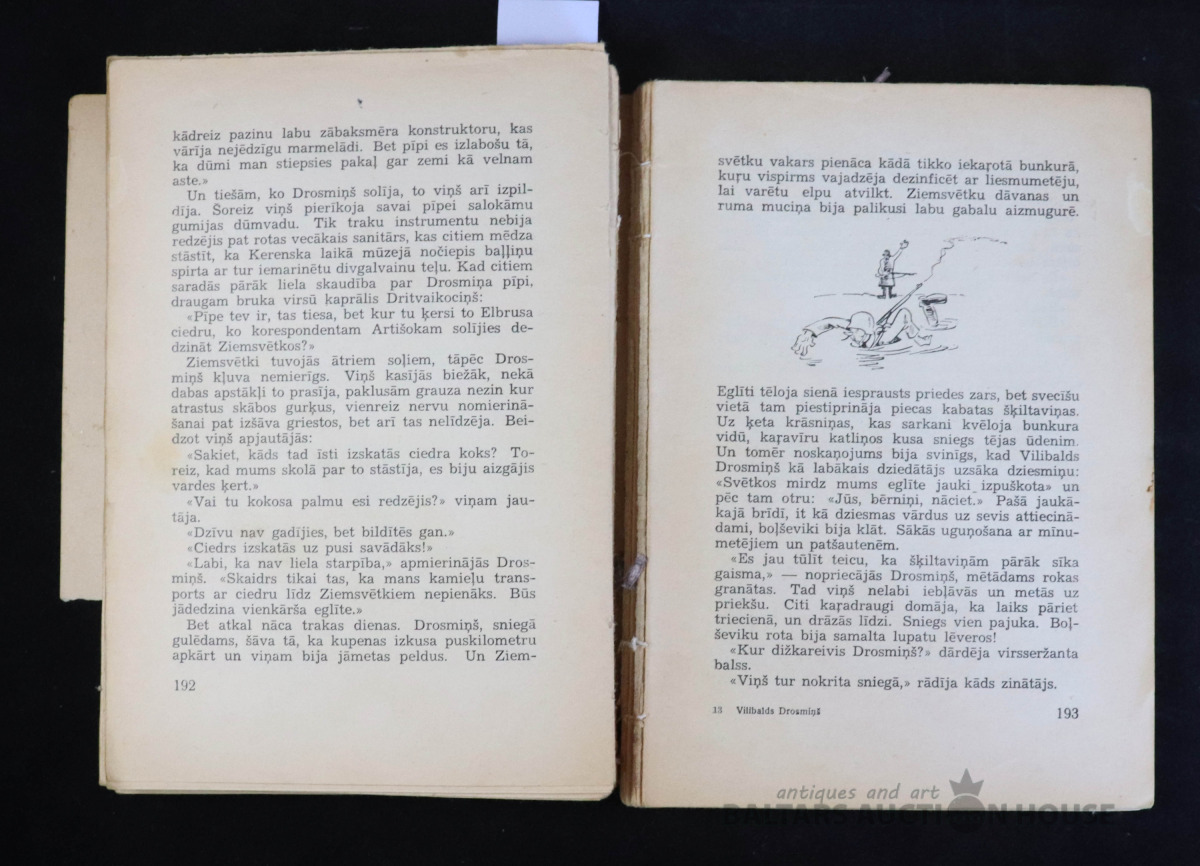 kādreiz pazinu labu zābaksmēra konstruktoru, kas
vārīja nejēdzīgu marmelādi. Bet pīpi es izlabošu tā,
ka dūmi man stiepsies pakaļ gar zemi kā velnam
aste.»
Un tiešām, ko Drosmiņš solīja, to viņš arī izpil-
dīja. Šoreiz viņš pierīkoja savai pīpei salokāmu
gumijas dūmvadu. Tik traku instrumentu nebija
redzējis pat rotas vecākais sanitārs, kas citiem mēdza
stāstīt, ka Kerenska laikā mūzejā nočiepis baļļiņu
spirta ar tur iemarinētu divgalvainu teļu. Kad citiem
saradās pārāk liela skaudība par Drosmiņa pīpi,
draugam bruka virsū kaprālis Dritvaikociņš:
«Pīpe tev ir, tas tiesa, bet kur tu ķersi to Elbrusa
ciedru, ko korespondentam Artišokam solījies de-
dzināt Ziemsvētkos?»
Ziemsvētki tuvojās ātriem soļiem, tāpēc Dros-
miņš kļuva nemierīgs. Viņš kasījās biežāk, nekā
dabas apstākļi to prasīja, paklusām grauza nezin kur
atrastus skābos gurķus, vienreiz nervu nomierinā-
šanai pat izšāva griestos, bet arī tas nelīdzēja. Bei-
dzot viņš apjautājās:
«Sakiet, kāds tad īsti izskatās ciedra koks? To-
reiz, kad mums skolā par to stāstīja, es biju aizgājis
vardes ķert.»
«Vai tu kokosa palmu esi redzējis?» viņam jau-
tāja.
«Dzīvu nav gadījies, bet bildītēs gan.»
«Ciedrs izskatās uz pusi savādāks!»
«Labi, ka nav liela starpība,» apmierinājās Dros-
miņš. «Skaidrs tikai tas, ka mans kamieļu trans-
ports ar ciedru līdz Ziemsvētkiem nepienāks. Būs
jādedzina vienkārša eglīte.»
Bet atkal nāca trakas dienas. Drosmiņš, sniegā
gulēdams, šāva tā, ka kupenas izkusa puskilometru
apkārt un viņam bija jāmetas peldus. Un Ziem-
192
svētku vakars pienāca kādā tikko iekaŗotā bunkurā,
kuŗu vispirms vajadzēja dezinficēt ar liesmumetēju,
lai varētu elpu atvilkt. Ziemsvētku dāvanas un
ruma muciņa bija palikusi labu gabalu aizmugurē.
Eglīti tēloja sienā iesprausts priedes zars, bet svecīšu
vietā tam piestiprināja piecas kabatas šķiltaviņas.
Uz ķeta krāsniņas, kas sarkani kvēloja bunkura
vidū, kaŗavīru katliņos kusa sniegs tējas ūdenim.
Un tomēr noskaņojums bija svinīgs, kad Vilibalds
Drosmiņš kā labākais dziedātājs uzsāka dziesmiņu:
«Svētkos mirdz mums eglīte jauki izpuškota» un
pēc tam otru: «Jūs, bērniņi, nāciet.» Pašā jaukā-
kajā brīdī, it kā dziesmas vārdus uz sevis attiecinā-
dami, boļševiki bija klāt. Sākās uguņošana ar mīnu-
metējiem un patšautenēm.
«Es jau tūlīt teicu, ka šķiltaviņām pārāk sīka
gaisma,» — nopriecājās Drosmiņš, mētādams rokas
granātas. Tad viņš nelabi iebļāvās un metās uz
priekšu. Citi kaŗadraugi domāja, ka laiks pāriet
triecienā, un drāzās līdzi. Sniegs vien pajuka. Boļ-
ševiku rota bija samalta lupatu lēveros!
«Kur dižkareivis Drosmiņš?» dārdēja virsseržanta
balss.
«Viņš tur nokrita sniegā,» rādīja kāds zinātājs.
13 Vilibalds Drosmiņš
193
antiques and art
BALTARS AUCTION HOUSE